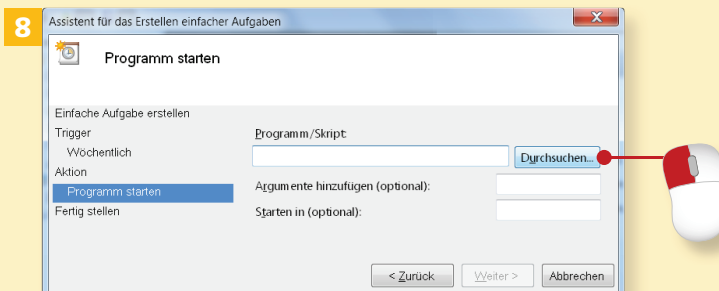 8
Assistent für das Erstellen einfacher Aufgaben
Programm starten
Einfache Aufgabe erstellen
Trigger
Wöchentlich
Aktion
Programm starten
Fertig stellen
Programm/Skript:
Durchsuchen...
Argumente hinzufügen (optional):
Starten in (optional):
< Zurück
Weiter >
Abbrechen